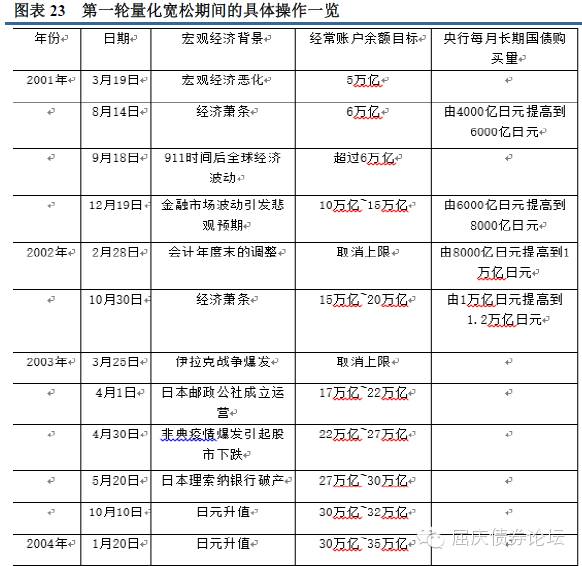 图表 23 第一轮量化宽松期间的具体操作一览
年份 日期 宏观经济背景 经常账户余额目标 央行每月长期国债购
买量
2001年 3月19日 宏观经济恶化 5万亿
8月14日 经济萧条 6万亿 由4000亿日元提高到
6000亿日元
9月18日 911时间后全球经济 超过6万亿
波动
12月19日 金融市场波动引发悲 10万亿~15万亿 由6000亿日元提高到
观预期 8000亿日元
2002年 2月28日 会计年度末的调整 取消上限 由8000亿日元提高到1
万亿日元
10月30日 经济萧条 15万亿~20万亿 由1万亿日元提高到
1.2万亿日元
2003年 3月25日 伊拉克战争爆发 取消上限
4月1日 日本邮政公社成立运 17万亿~22万亿
营
4月30日 非典疫情爆发引起股 22万亿~27万亿
市下跌
5月20日 日本理索纳银行破产 27万亿~30万亿
10月10日 日元升值 30万亿~32万亿
2004年 1月20日 日元升值 30万亿~35万亿
屈庆债券论坛